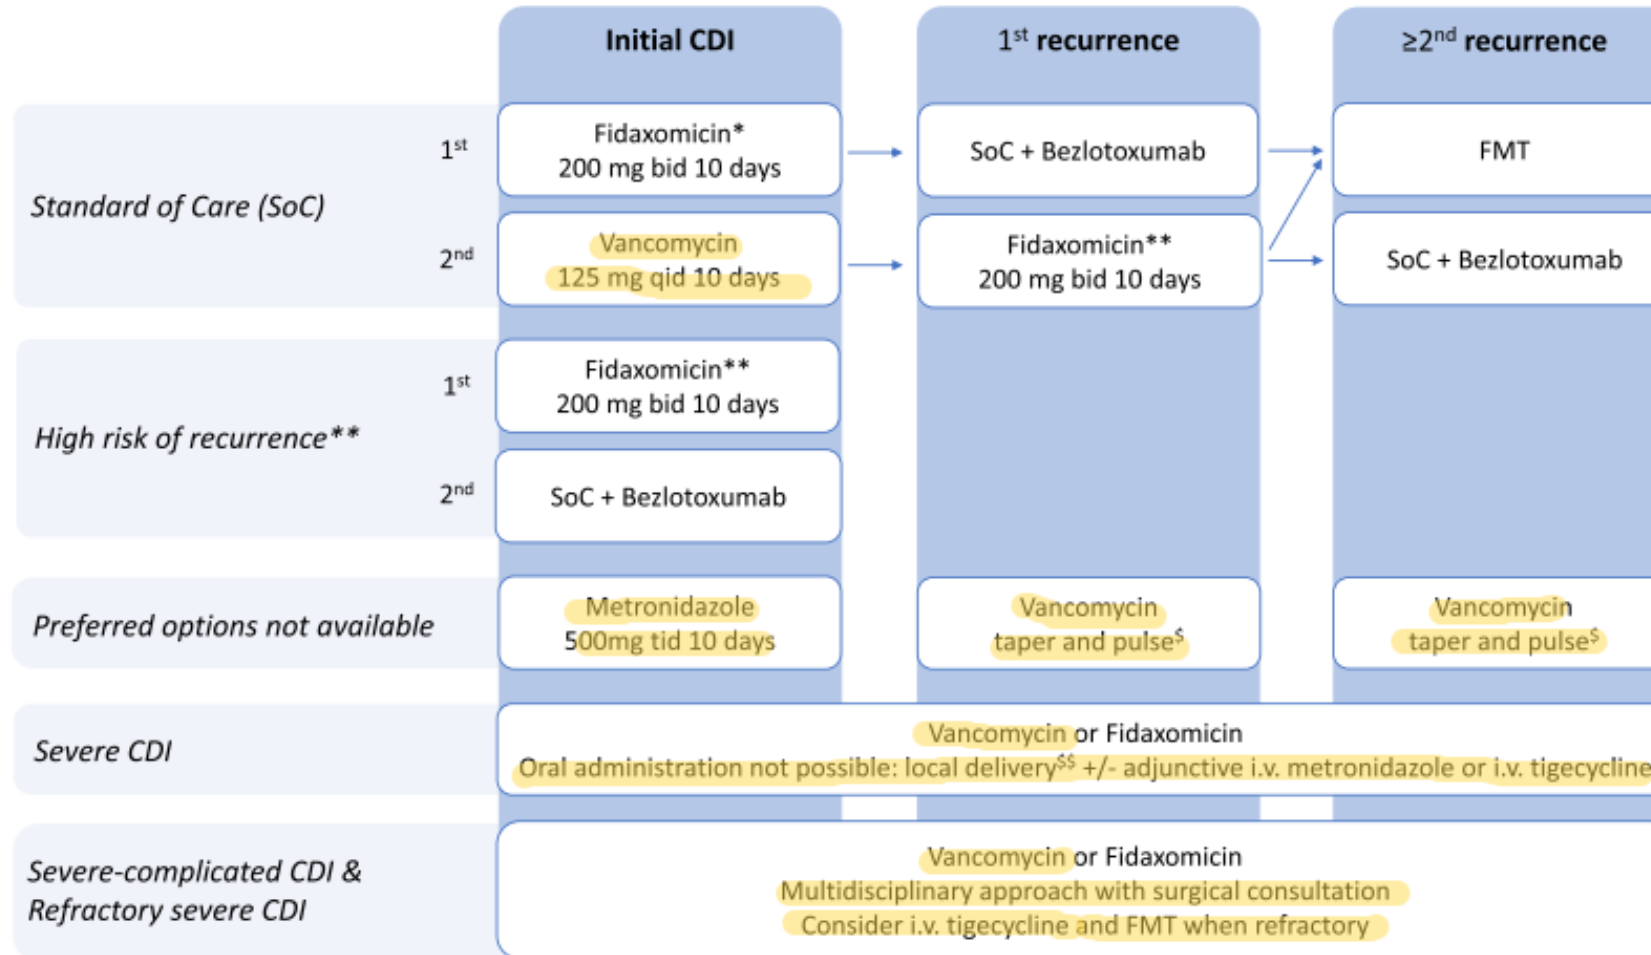 Initial CDI
1st recurrence
≥2nd recurrence
Standard of Care (SoC)
1st
Fidaxomicin*
200 mg bid 10 days
SoC + Bezlotoxumab
FMT
2nd
Vancomycin
125 mg qid 10 days
Fidaxomicin**
200 mg bid 10 days
SoC + Bezlotoxumab
High risk of recurrence**
1st
Fidaxomicin**
200 mg bid 10 days
2nd
SoC + Bezlotoxumab
Preferred options not available
Metronidazole
500mg tid 10 days
Vancomycin
taper and pulse$
Vancomycin
taper and pulse$
Severe CDI
Vancomycin or Fidaxomicin
Oral administration not possible: local delivery$$ +/- adjunctive i.v. metronidazole or i.v. tigecycline
Severe-complicated CDI &
Refractory severe CDI
Vancomycin or Fidaxomicin
Multidisciplinary approach with surgical consultation
Consider i.v. tigecycline and FMT when refractory